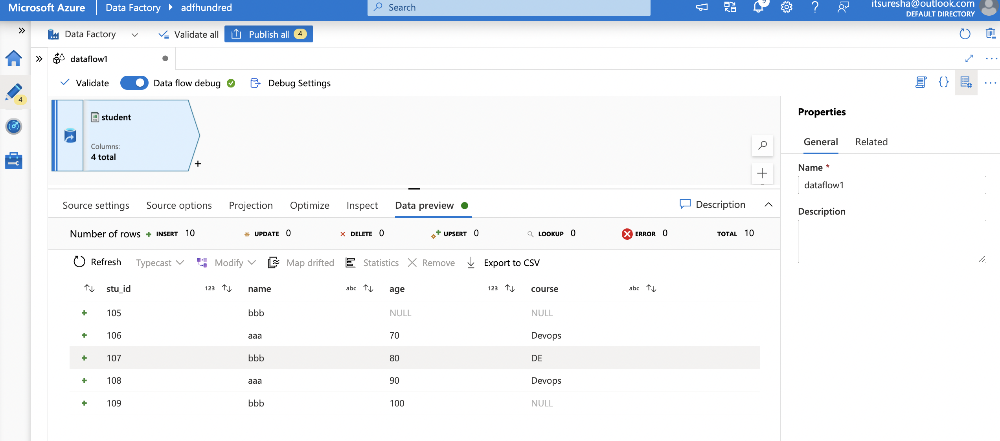 Microsoft Azure Data Factory adfhundred Search 9 itsuresha@outlook.com
DEFAULT DIRECTORY
Data Factory Validate all Publish all 4
dataflow1
Validate Data flow debug Debug Settings
4
CSV student
Columns:
4 total
Properties
General Related
Name *
dataflow1
Description
Source settings Source options Projection Optimize Inspect Data preview Description
Number of rows INSERT 10 UPDATE 0 DELETE 0 UPSERT 0 LOOKUP 0 ERROR 0 TOTAL 10
Refresh Typecast Modify Map drifted Statistics Remove Export to CSV
stu_id 123 name abc age 123 course abc
105 bbb NULL NULL
106 aaa 70 Devops
107 bbb 80 DE
108 aaa 90 Devops
109 bbb 100 NULL